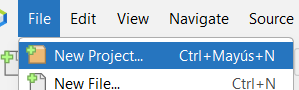 File Edit View Navigate Source
New Project... Ctrl+Mayús+N
New File... Ctrl+N